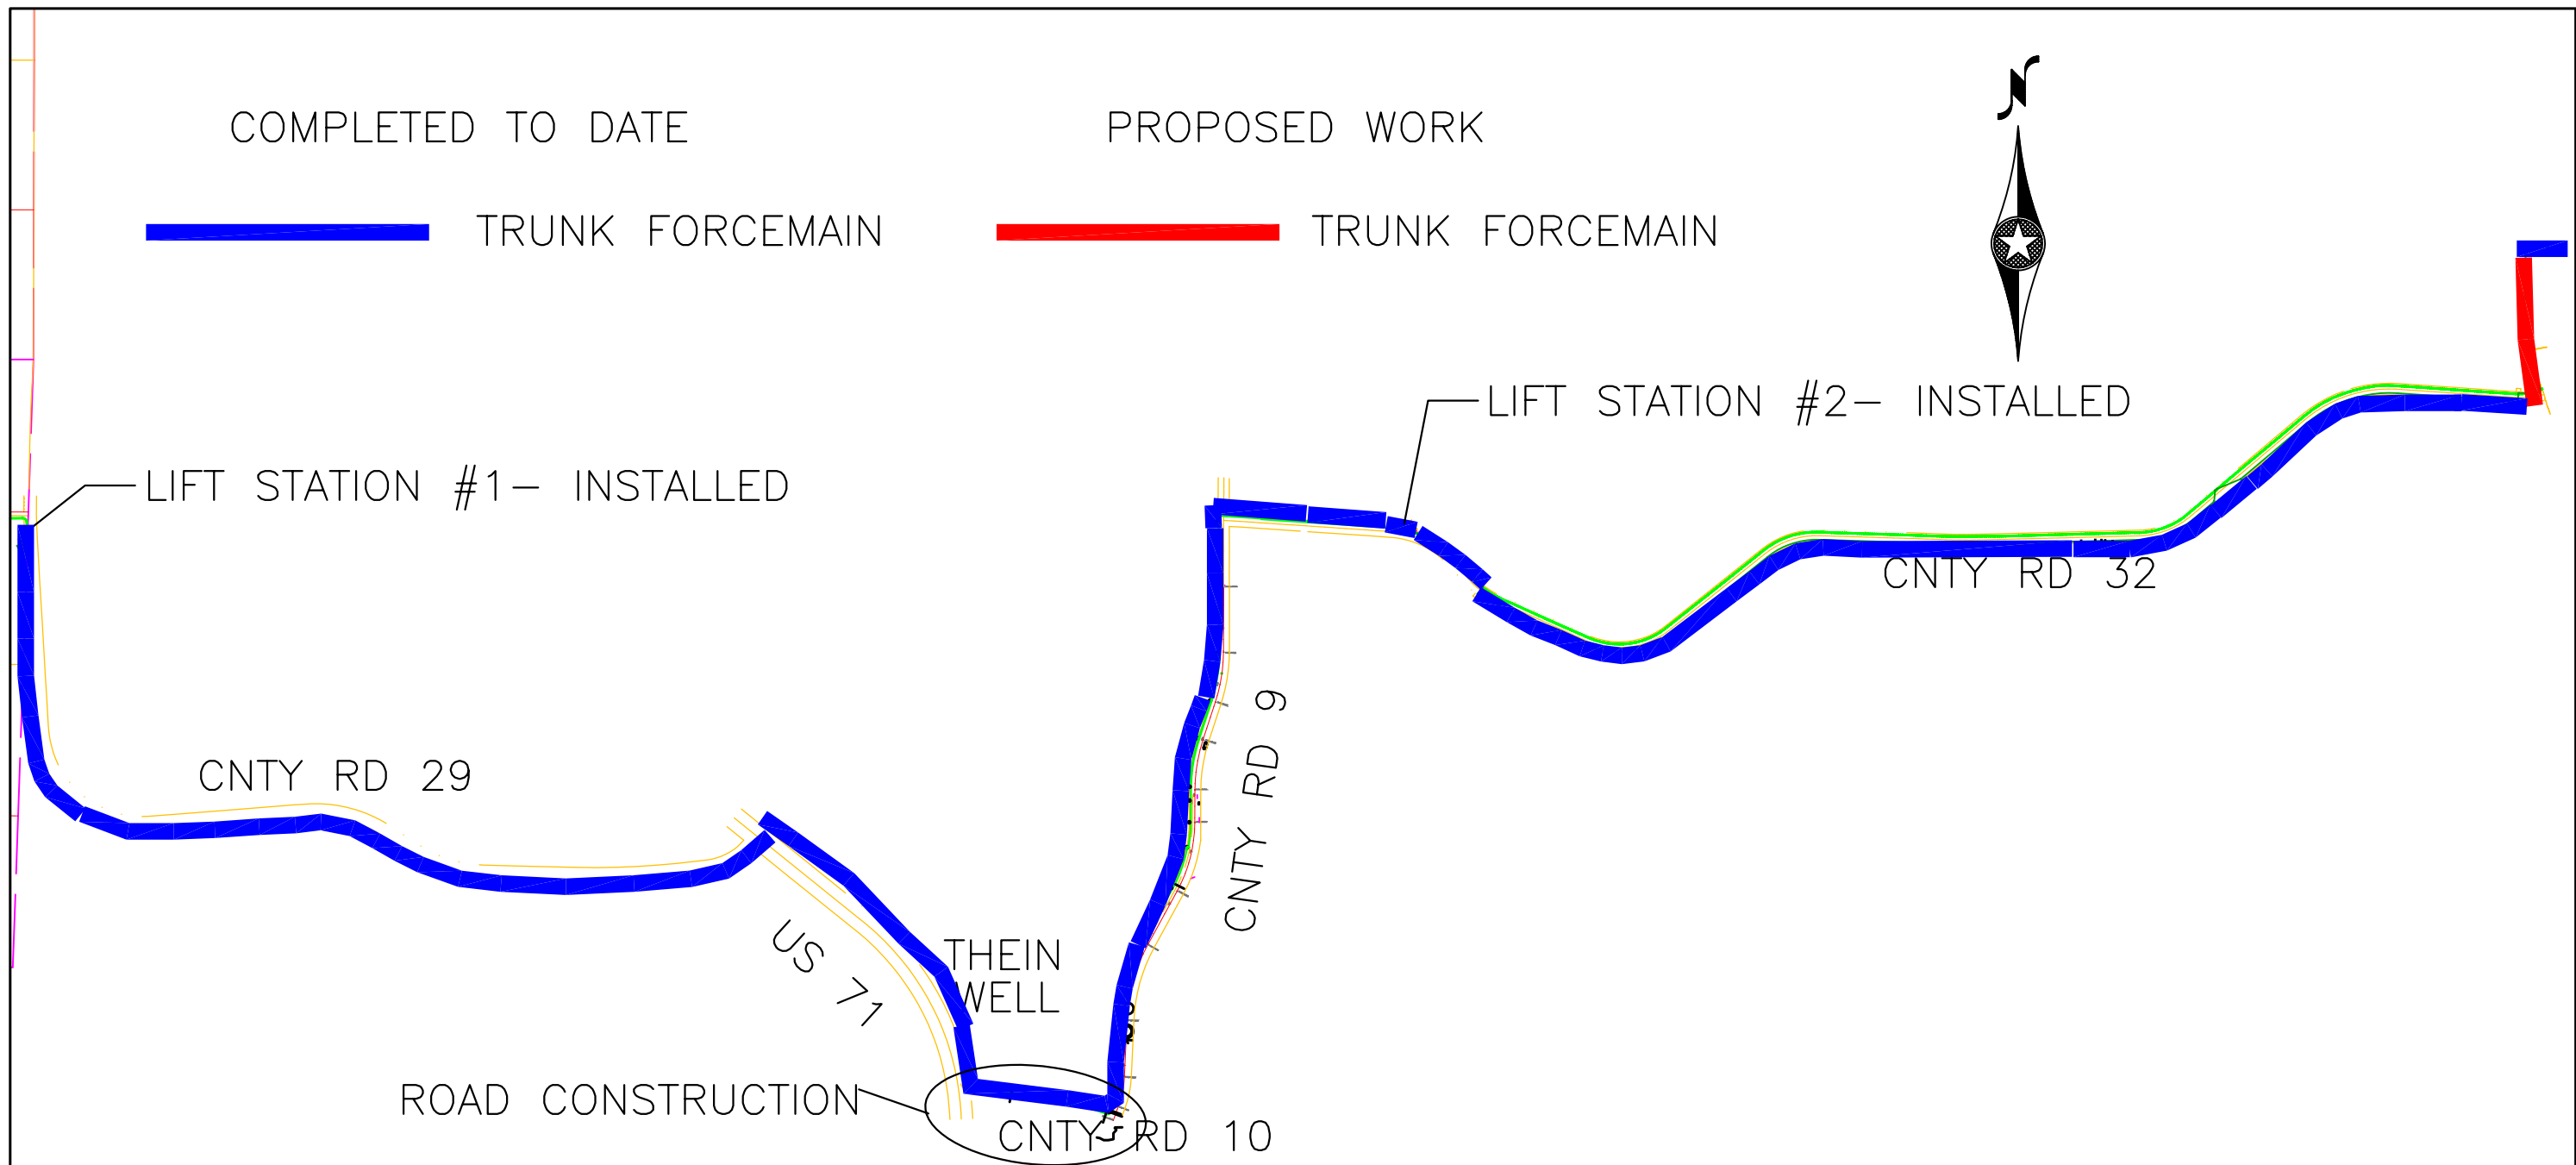 N
COMPLETED TO DATE
PROPOSED WORK
TRUNK FORCEMAIN
TRUNK FORCEMAIN
LIFT STATION #2- INSTALLED
LIFT STATION #1- INSTALLED
CNTY RD 32
CNTY RD 9
CNTY RD 29
US 71
THEIN
WELL
ROAD CONSTRUCTION
CNTY RD 10